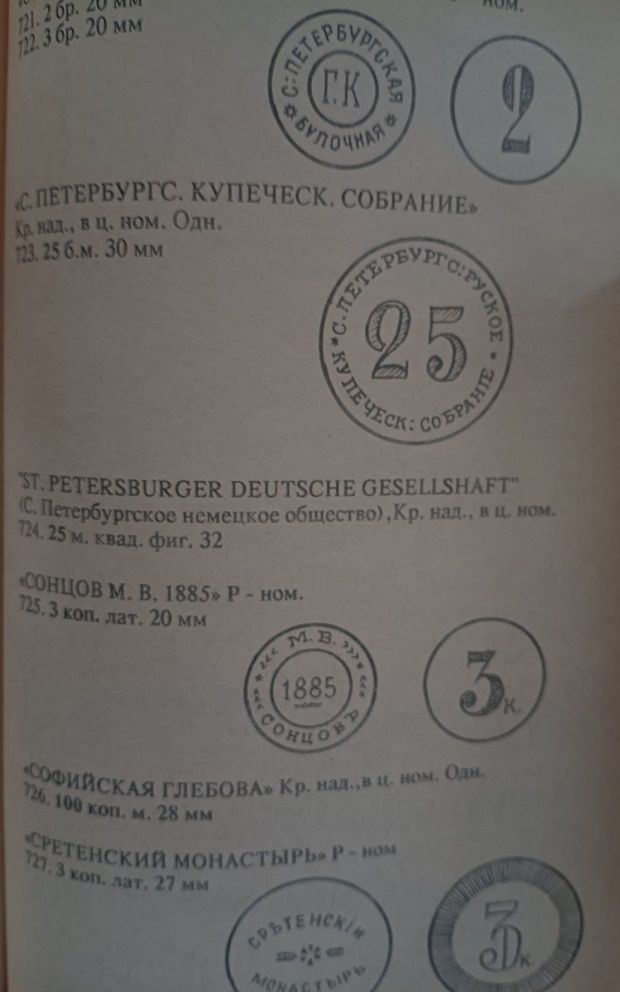 721. 2 бр. 20 мм
ном.
722. 3 бр. 20 мм
С: ПЕТЕРБУРГСКАЯ
БУЛОЧНАЯ
Г.К
2
«С. ПЕТЕРБУРГС. КУПЕЧЕСК. СОБРАНИЕ»
Кр. над., в ц. ном. Одн.
723. 25 б.м. 30 мм
С. ПЕТЕРБУРГС: РУСКОЕ
КУПЕЧЕСК: СОБРАНIЕ
25
"ST. PETERSBURGER DEUTSCHE GESELLSHAFT"
(С. Петербургское немецкое общество), Кр. над., в ц. ном.
724. 25 м. квад. фиг. 32
«СОНЦОВ М. В. 1885» Р - ном.
725. 3 коп. лат. 20 мм
М. В.
1885
СОНЦОВЪ
3 К.
«СОФИЙСКАЯ ГЛЕБОВА» Кр. над., в ц. ном. Одн.
726. 100 коп. м. 28 мм
«СРЕТЕНСКИЙ МОНАСТЫРЬ» Р - ном
727. 3 коп. лат. 27 мм
СРѢТЕНСКIЙ
МОНАСТЫРЬ
3 К